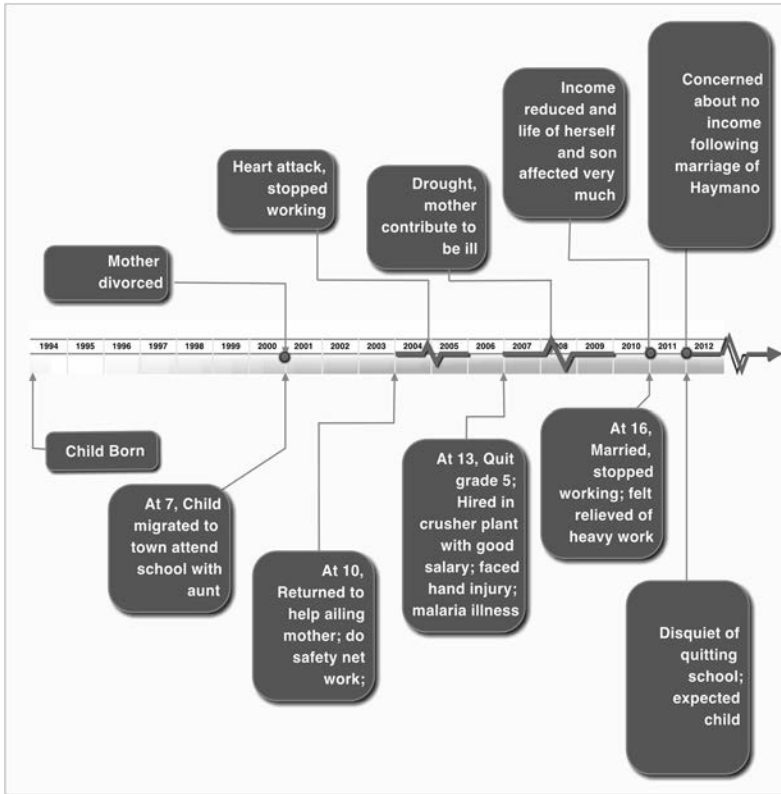 Concerned
about no
income
following
marriage of
Haymano
Income
reduced and
life of herself
and son
affected very
much
Heart attack,
stopped
working
Drought,
mother
contribute to
be ill
Mother
divorced
1994 1995 1996 1997 1998 1999 2000 2001 2002 2003 2004 2005 2006 2007 2008 2009 2010 2011 2012
Child Born
At 7, Child
migrated to
town attend
school with
aunt
At 10,
Returned to
help ailing
mother; do
safety net
work;
At 13, Quit
grade 5;
Hired in
crusher plant
with good
salary; faced
hand injury;
malaria illness
At 16,
Married,
stopped
working; felt
relieved of
heavy work
Disquiet of
quitting
school;
expected
child